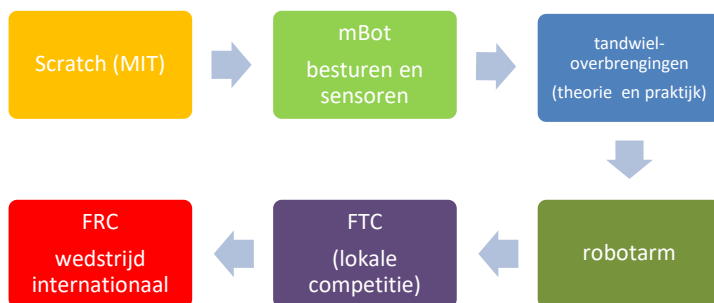 Scratch (MIT)
mBot
besturen en
sensoren
tandwiel-
overbrengingen
(theorie en praktijk)
robotarm
FTC
(lokale
competitie)
FRC
wedstrijd
internationaal